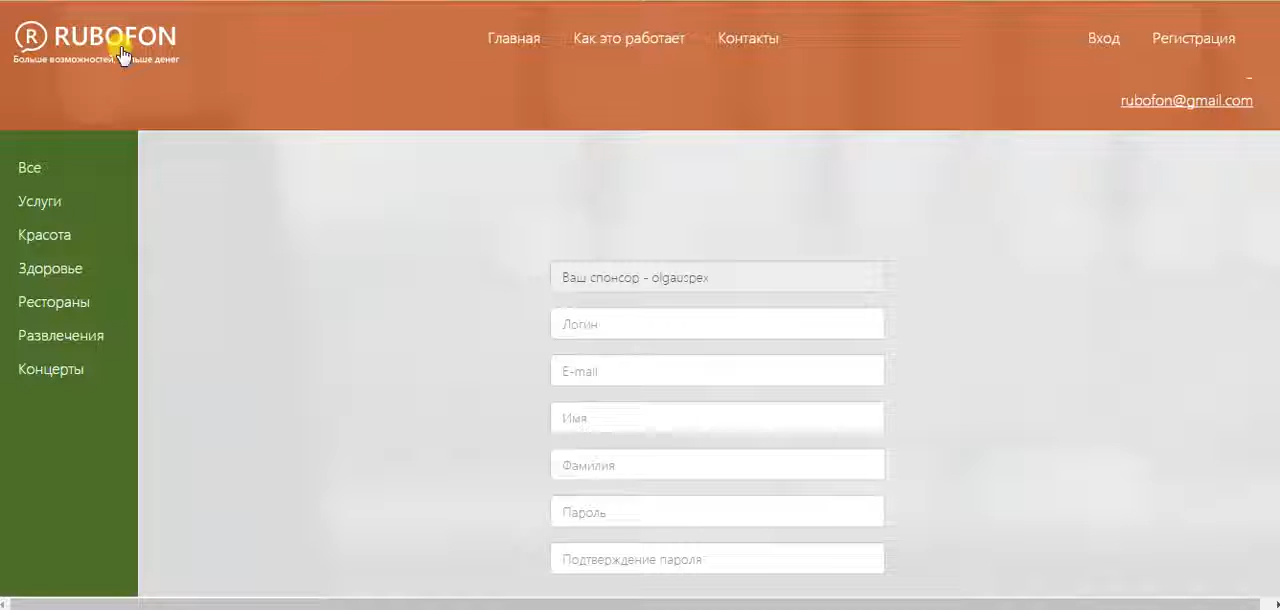 RUBOFON
Больше возможностей, больше денег
Главная Как это работает Контакты
Вход Регистрация
-
rubofon@gmail.com
Все
Услуги
Красота
Здоровье
Рестораны
Развлечения
Концерты
Ваш спонсор - olgauspex
Логин
E-mail
Имя
Фамилия
Пароль
Подтверждение пароля